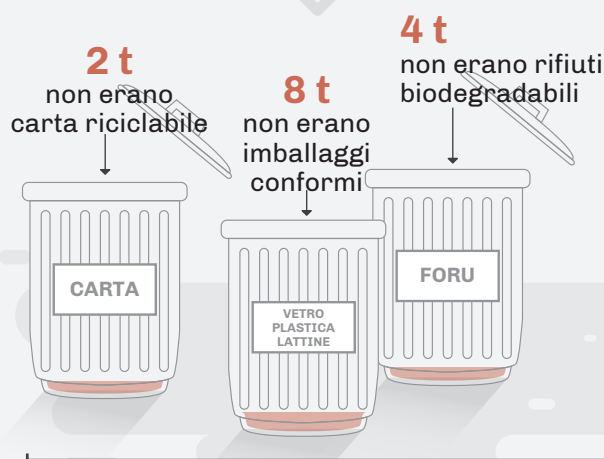 2 t
non erano
carta riciclabile
8 t
non erano
imballaggi
conformi
4 t
non erano rifiuti
biodegradabili
CARTA
VETRO
PLASTICA
LATTINE
FORU